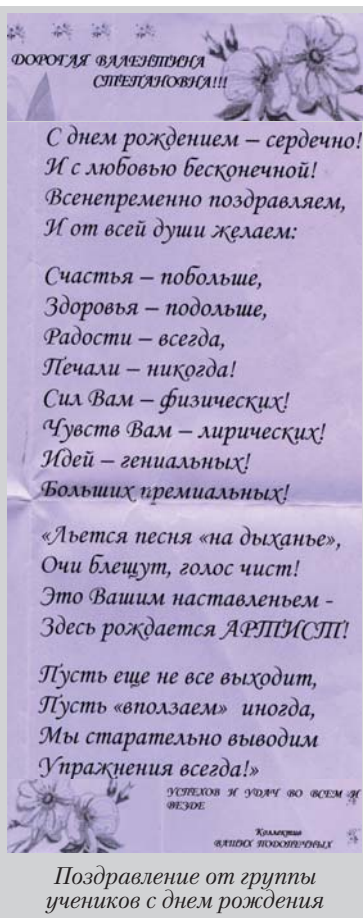 ДОРОГАЯ ВАЛЕНТИНА
СТЕПАНОВНА!!!
С днем рождением – сердечно!
И с любовью бесконечной!
Всенепременно поздравляем,
И от всей души желаем:
Счастья – побольше,
Здоровья – подольше,
Радости – всегда,
Печали – никогда!
Сил Вам – физических!
Чувств Вам – лирических!
Идей – гениальных!
Больших премиальных!
«Льется песня «на дыханье»,
Очи блещут, голос чист!
Это Вашим наставленьем -
Здесь рождается АРТИСТ!
Пусть еще не все выходит,
Пусть «вползаем» иногда,
Мы старательно выводим
Упражнения всегда!»
УСПЕХОВ И УДАЧ ВО ВСЕМ И
ВЕЗДЕ
Коллектив
ВАШИХ ПОДОПЕЧНЫХ
Поздравление от группы
учеников с днем рождения